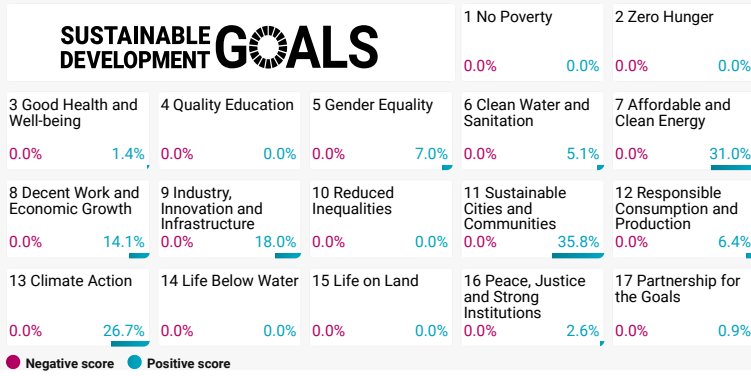 SUSTAINABLE
DEVELOPMENT
GOALS
1 No Poverty
0.0% 0.0%
2 Zero Hunger
0.0% 0.0%
3 Good Health and
Well-being
0.0% 1.4%
4 Quality Education
0.0% 0.0%
5 Gender Equality
0.0% 7.0%
6 Clean Water and
Sanitation
0.0% 5.1%
7 Affordable and
Clean Energy
0.0% 31.0%
8 Decent Work and
Economic Growth
0.0% 14.1%
9 Industry,
Innovation and
Infrastructure
0.0% 18.0%
10 Reduced
Inequalities
0.0% 0.0%
11 Sustainable
Cities and
Communities
0.0% 35.8%
12 Responsible
Consumption and
Production
0.0% 6.4%
13 Climate Action
0.0% 26.7%
14 Life Below Water
0.0% 0.0%
15 Life on Land
0.0% 0.0%
16 Peace, Justice
and Strong
Institutions
0.0% 2.6%
17 Partnership for
the Goals
0.0% 0.9%
Negative score Positive score